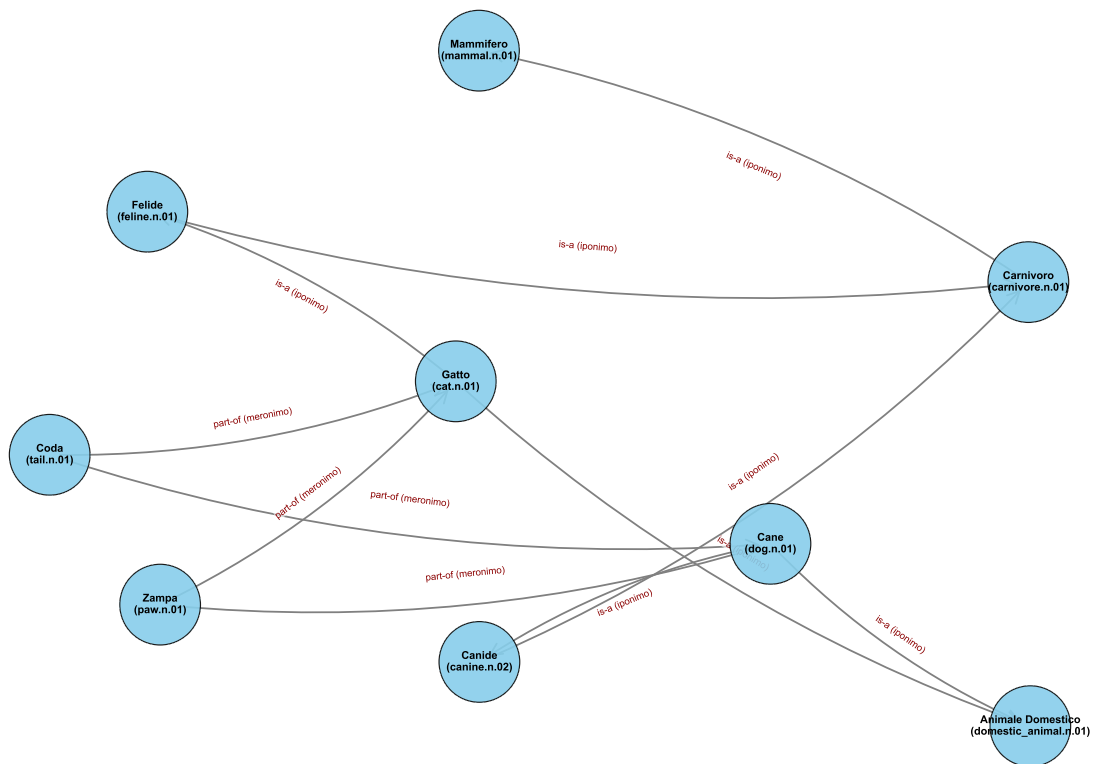 Mammifero
(mammal.n.01)
is-a (iponimo)
Felide
(feline.n.01)
is-a (iponimo)
Carnivoro
(carnivore.n.01)
is-a (iponimo)
Gatto
(cat.n.01)
part-of (meronimo)
Coda
(tail.n.01)
is-a (iponimo)
part-of (meronimo)
part-of (meronimo)
Cane
(dog.n.01)
part-of (meronimo)
Zampa
(paw.n.01)
is-a (iponimo)
is-a (iponimo)
Canide
(canine.n.02)
Animale Domestico
(domestic_animal.n.01)